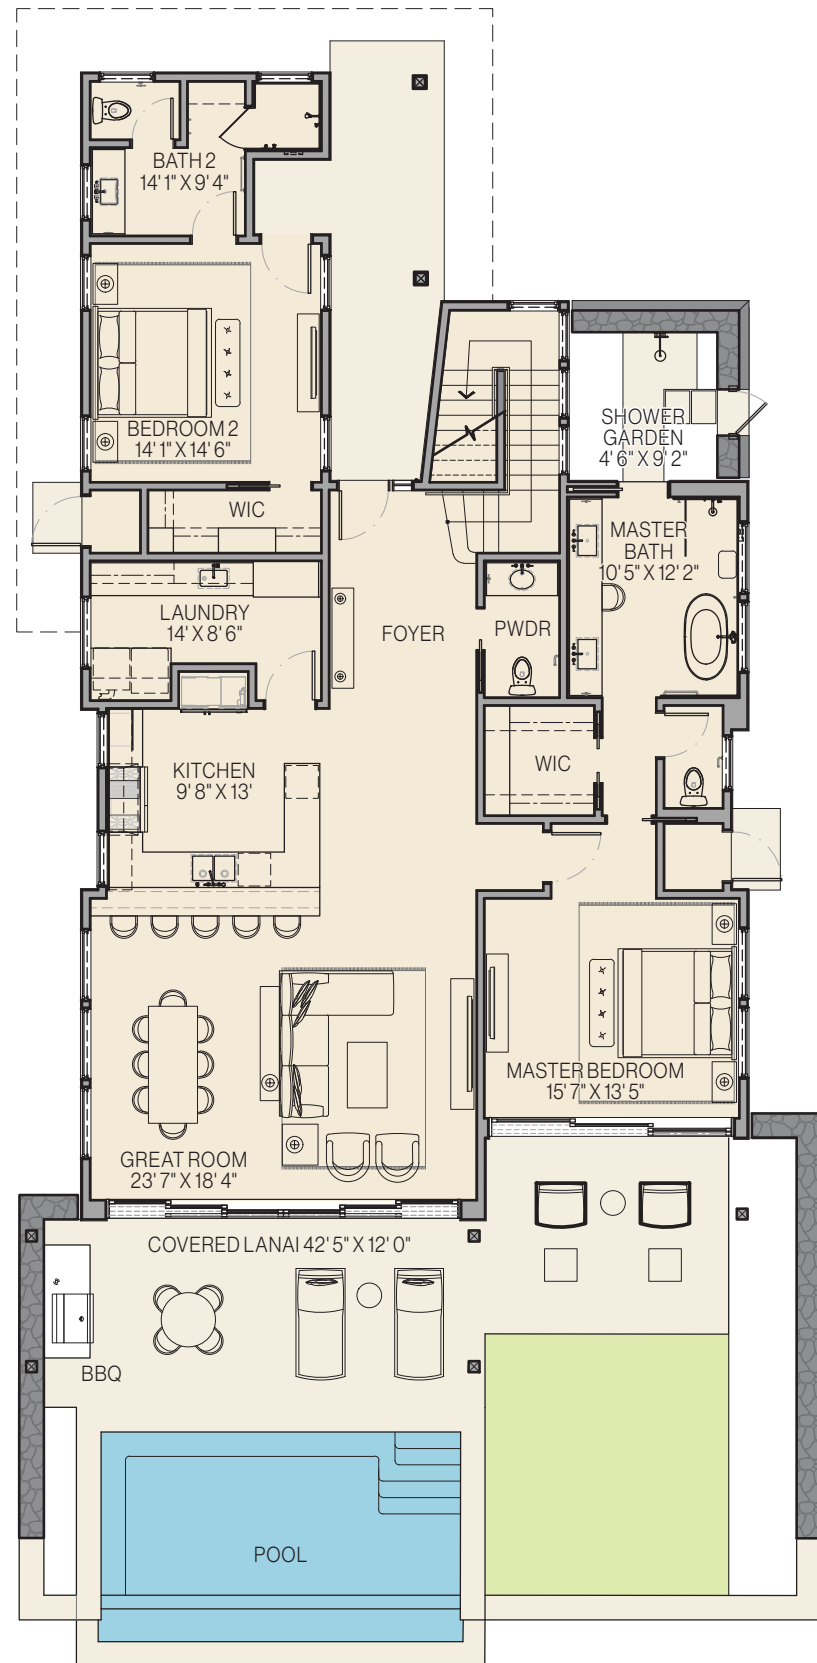 BATH 2
14'1" X 9'4"
BEDROOM 2
14'1" X 14'6"
SHOWER
GARDEN
4'6" X 9'2"
WIC
MASTER
BATH
10'5" X 12'2"
LAUNDRY
14' X 8'6"
FOYER
PWDR
KITCHEN
9'8" X 13'
WIC
MASTER BEDROOM
15'7" X 13'5"
GREAT ROOM
23'7" X 18'4"
COVERED LANAI 42'5" X 12'0"
BBQ
POOL